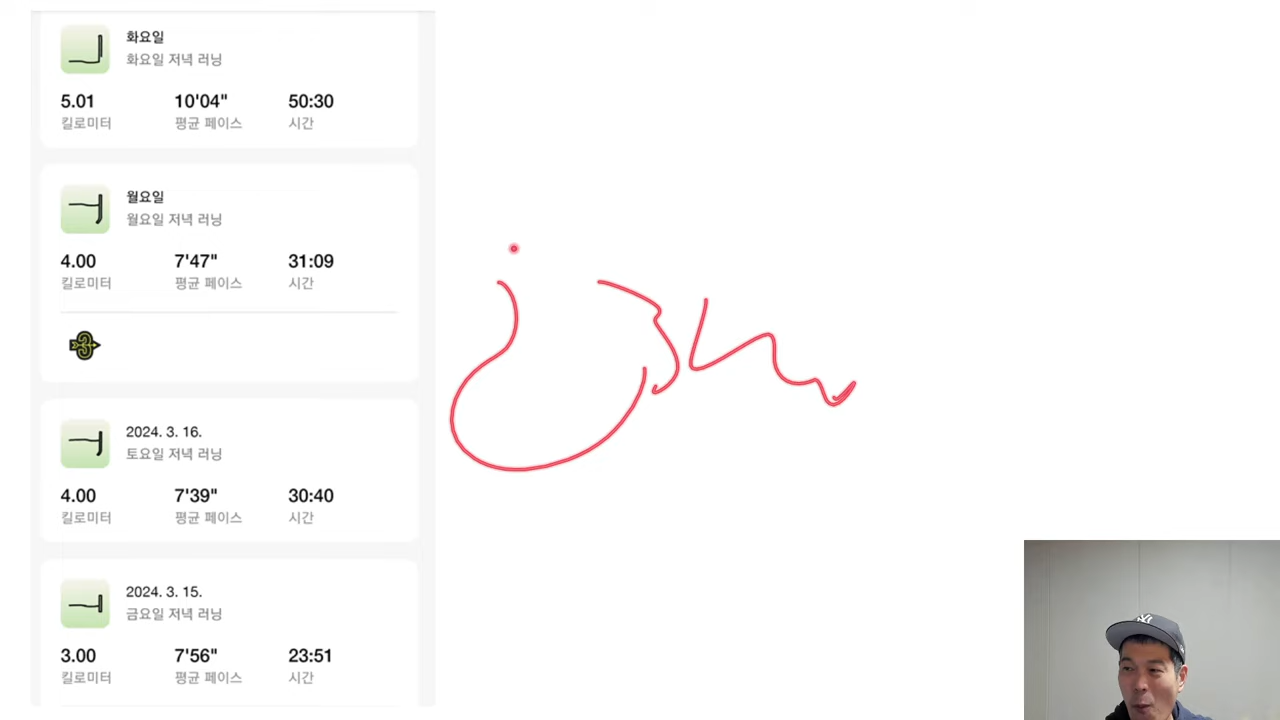 화요일
화요일 저녁 러닝
5.01 10'04" 50:30
킬로미터 평균 페이스 시간
월요일
월요일 저녁 러닝
4.00 7'47" 31:09
킬로미터 평균 페이스 시간
3
2024. 3. 16.
토요일 저녁 러닝
4.00 7'39" 30:40
킬로미터 평균 페이스 시간
2024. 3. 15.
금요일 저녁 러닝
3.00 7'56" 23:51
킬로미터 평균 페이스 시간
NY